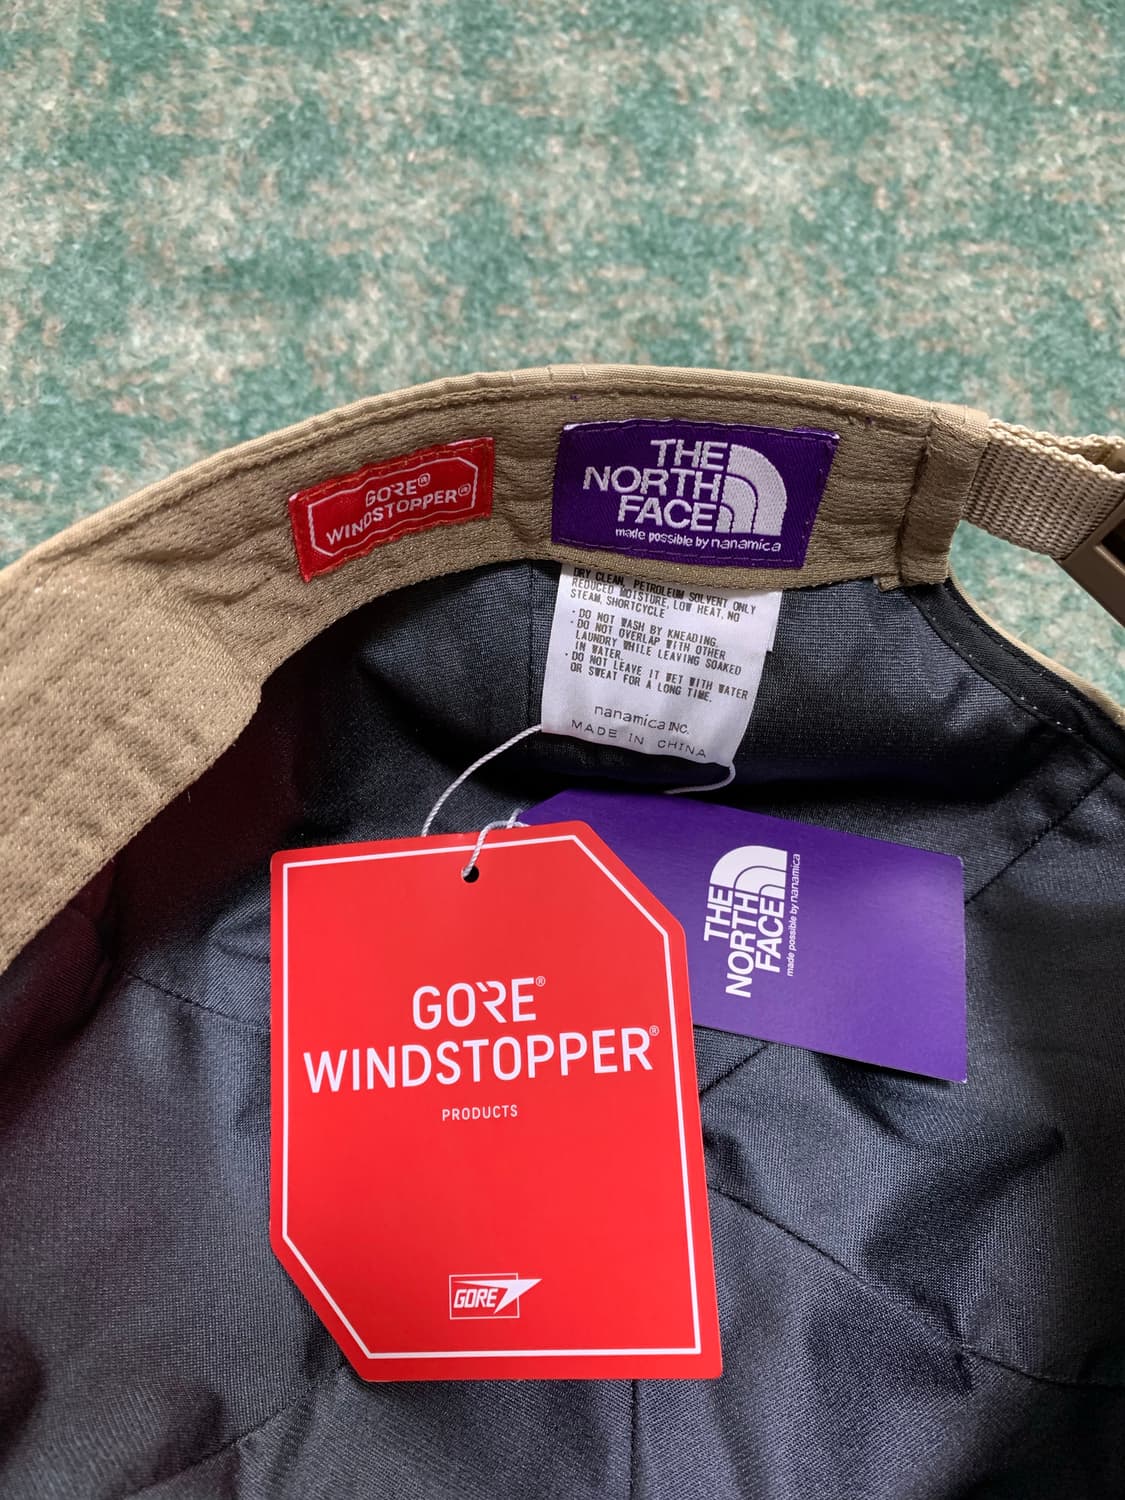 GORE®
WINDSTOPPER®
THE
NORTH
FACE
made possible by nanamica
DRY CLEAN, PETROLEUM SOLVENT ONLY
REDUCED MOISTURE, LOW HEAT, NO
STEAM, SHORTCYCLE
・DO NOT WASH BY KNEADING.
・DO NOT OVERLAP WITH OTHER
LAUNDRY WHILE LEAVING SOAKED
IN WATER.
・DO NOT LEAVE IT WET WITH WATER
OR SWEAT FOR A LONG TIME.
nanamica INC.
MADE IN CHINA
THE
NORTH
FACE
made possible by nanamica
GORE®
WINDSTOPPER®
PRODUCTS
GORE